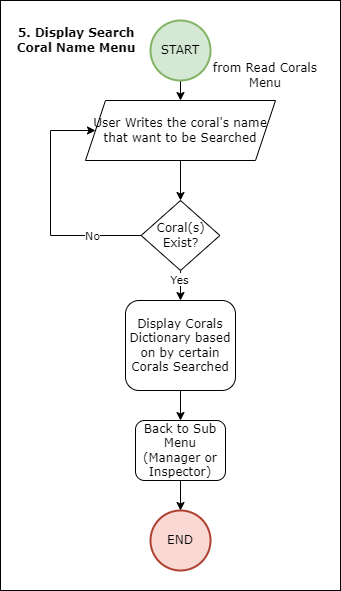 5. Display Search
Coral Name Menu
START
from Read Corals
Menu
User Writes the coral's name
that want to be Searched
Coral(s)
Exist?
No
Yes
Display Corals
Dictionary based
on by certain
Corals Searched
Back to Sub
Menu
(Manager or
Inspector)
END